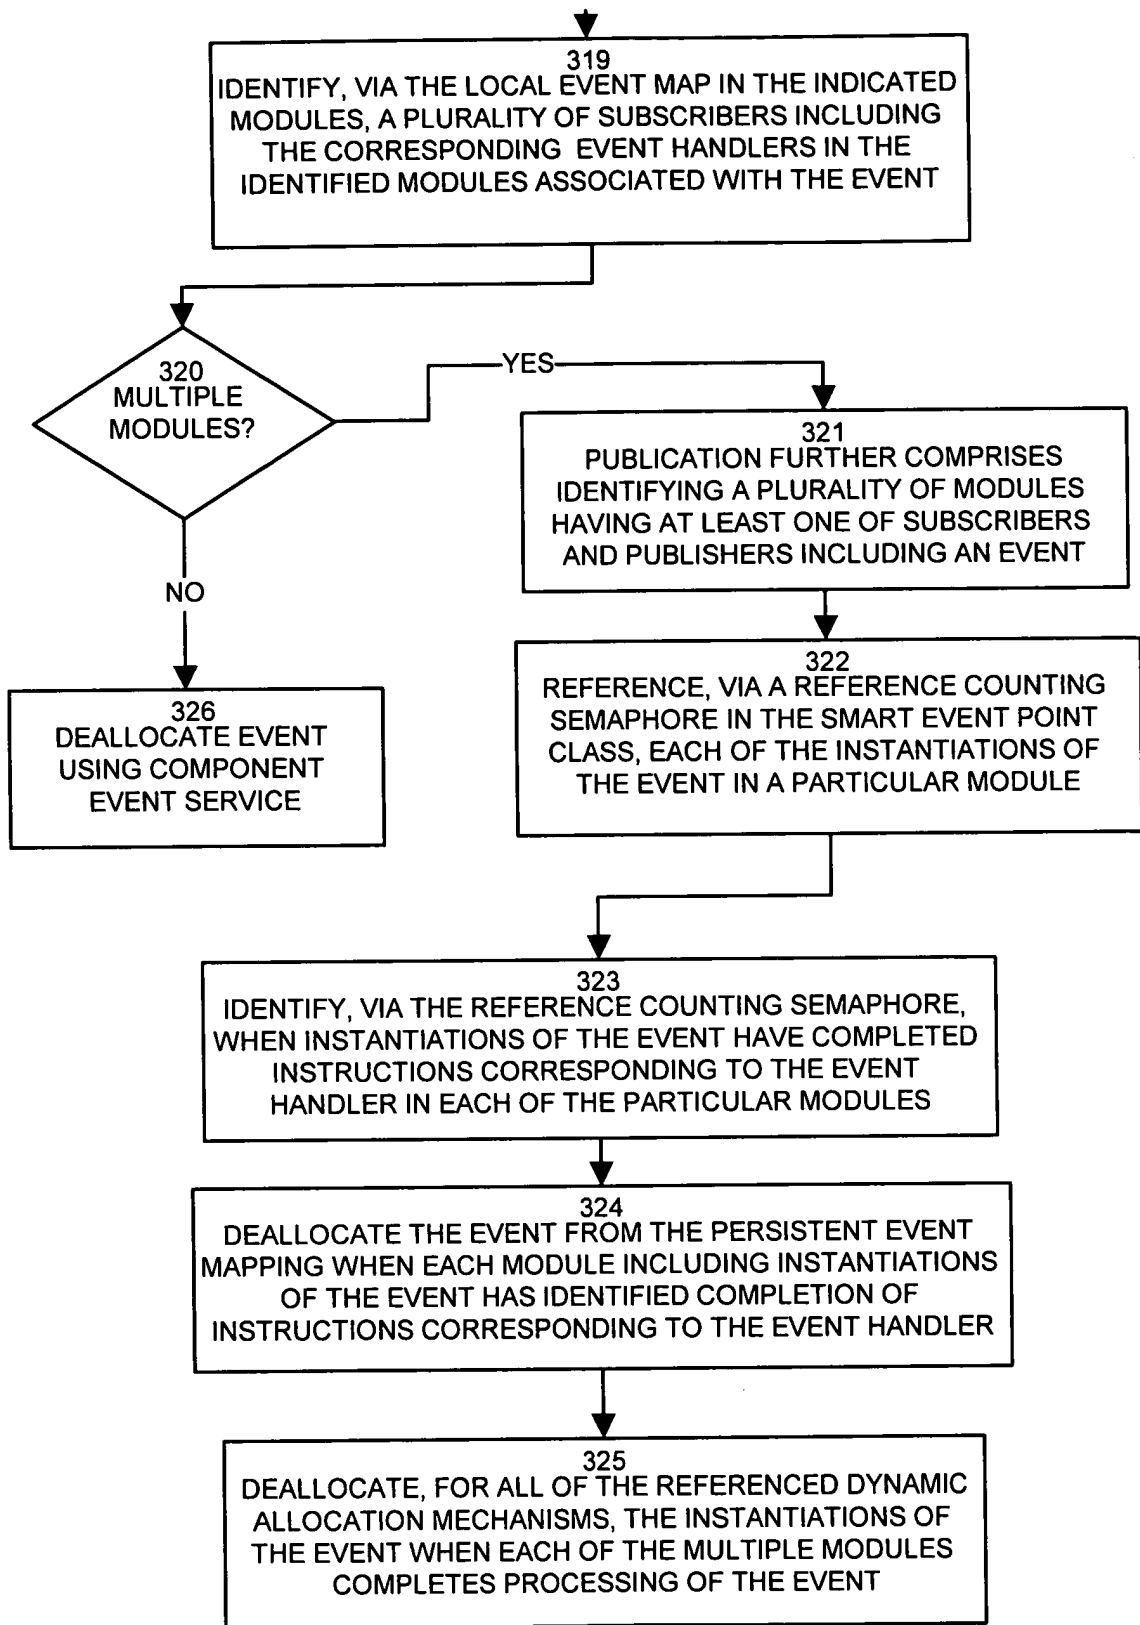 319
IDENTIFY, VIA THE LOCAL EVENT MAP IN THE INDICATED
MODULES, A PLURALITY OF SUBSCRIBERS INCLUDING
THE CORRESPONDING EVENT HANDLERS IN THE
IDENTIFIED MODULES ASSOCIATED WITH THE EVENT
320
MULTIPLE
MODULES?
YES
321
PUBLICATION FURTHER COMPRISES
IDENTIFYING A PLURALITY OF MODULES
HAVING AT LEAST ONE OF SUBSCRIBERS
AND PUBLISHERS INCLUDING AN EVENT
NO
322
REFERENCE, VIA A REFERENCE COUNTING
SEMAPHORE IN THE SMART EVENT POINT
CLASS, EACH OF THE INSTANTIATIONS OF
THE EVENT IN A PARTICULAR MODULE
326
DEALLOCATE EVENT
USING COMPONENT
EVENT SERVICE
323
IDENTIFY, VIA THE REFERENCE COUNTING SEMAPHORE,
WHEN INSTANTIATIONS OF THE EVENT HAVE COMPLETED
INSTRUCTIONS CORRESPONDING TO THE EVENT
HANDLER IN EACH OF THE PARTICULAR MODULES
324
DEALLOCATE THE EVENT FROM THE PERSISTENT EVENT
MAPPING WHEN EACH MODULE INCLUDING INSTANTIATIONS
OF THE EVENT HAS IDENTIFIED COMPLETION OF
INSTRUCTIONS CORRESPONDING TO THE EVENT HANDLER
325
DEALLOCATE, FOR ALL OF THE REFERENCED DYNAMIC
ALLOCATION MECHANISMS, THE INSTANTIATIONS OF
THE EVENT WHEN EACH OF THE MULTIPLE MODULES
COMPLETES PROCESSING OF THE EVENT